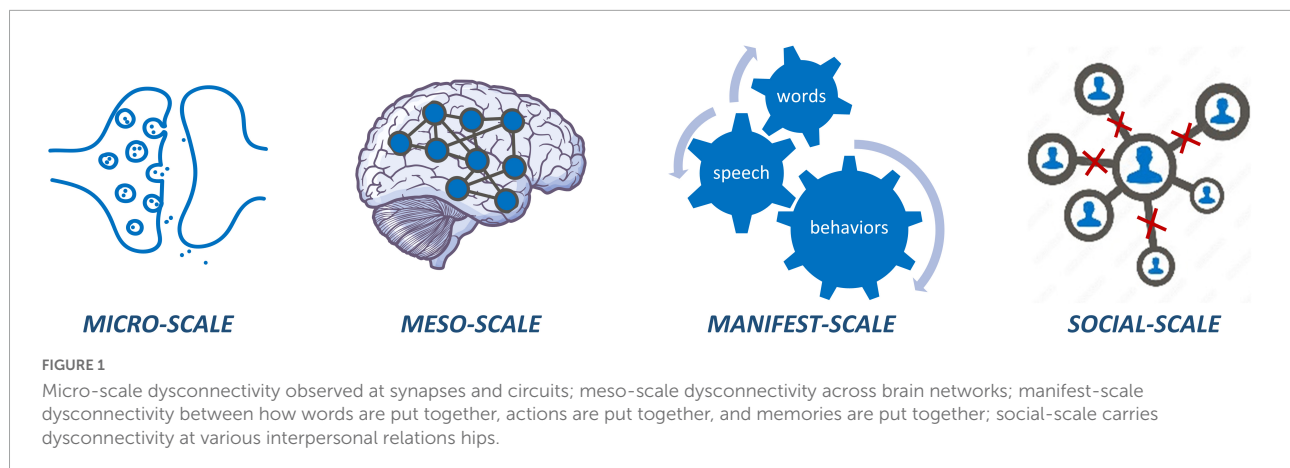 words
speech
behaviors
MICRO-SCALE
MESO-SCALE
MANIFEST-SCALE
SOCIAL-SCALE
FIGURE 1
Micro-scale dysconnectivity observed at synapses and circuits; meso-scale dysconnectivity across brain networks; manifest-scale
dysconnectivity between how words are put together, actions are put together, and memories are put together; social-scale carries
dysconnectivity at various interpersonal relations hips.